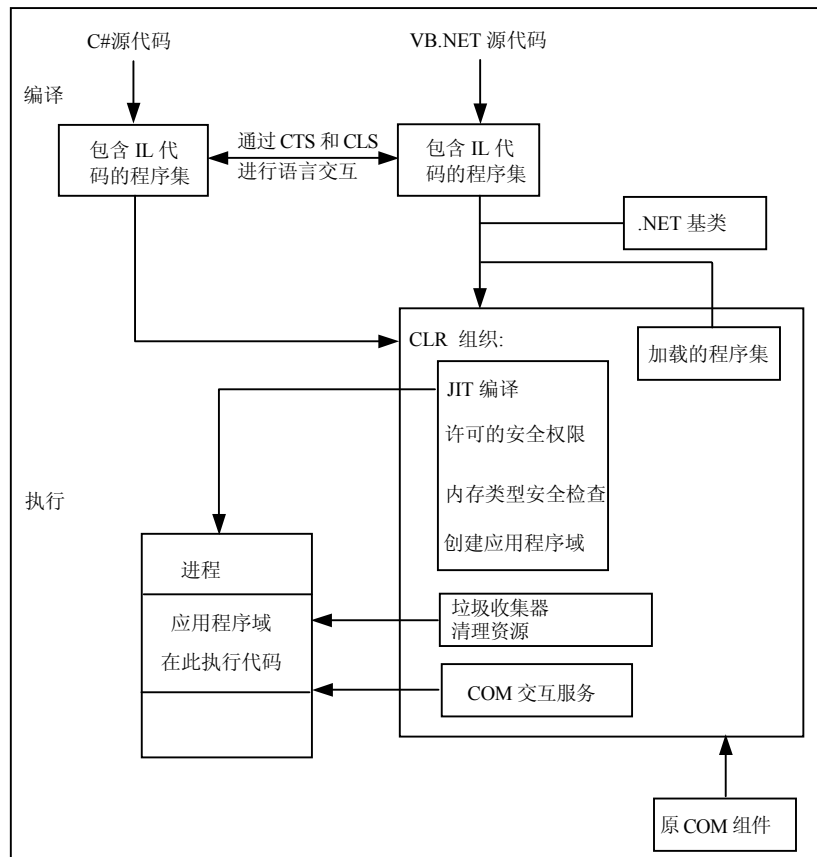 C#源代码
VB.NET 源代码
编译
包含 IL 代
码的程序集
通过 CTS 和 CLS
进行语言交互
包含 IL 代
码的程序集
.NET 基类
CLR 组织:
加载的程序集
JIT 编译
许可的安全权限
内存类型安全检查
创建应用程序域
执行
进程
应用程序域
在此执行代码
垃圾收集器
清理资源
COM 交互服务
原 COM 组件